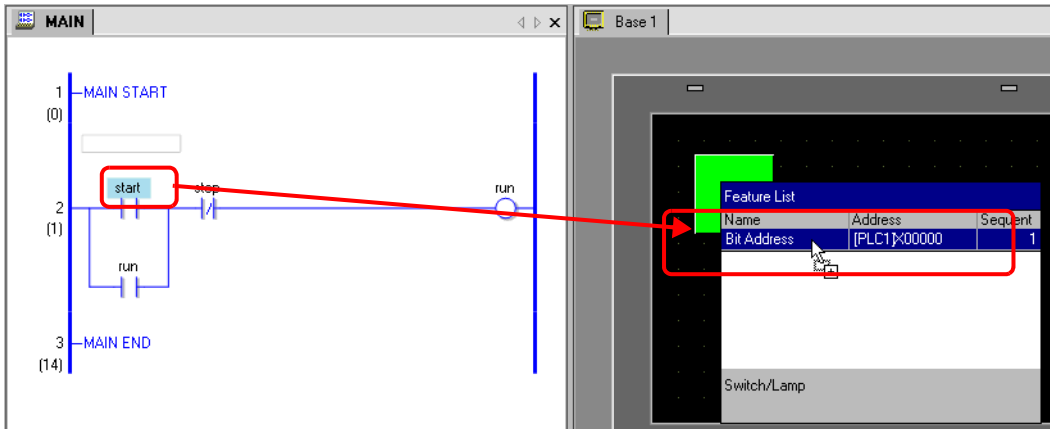 MAIN
1 MAIN START
(0)
start stop run
2
(1)
run
3 MAIN END
(14)
Base 1
Feature List
Name Address Sequent
Bit Address [PLC1]X00000 1
Switch/Lamp